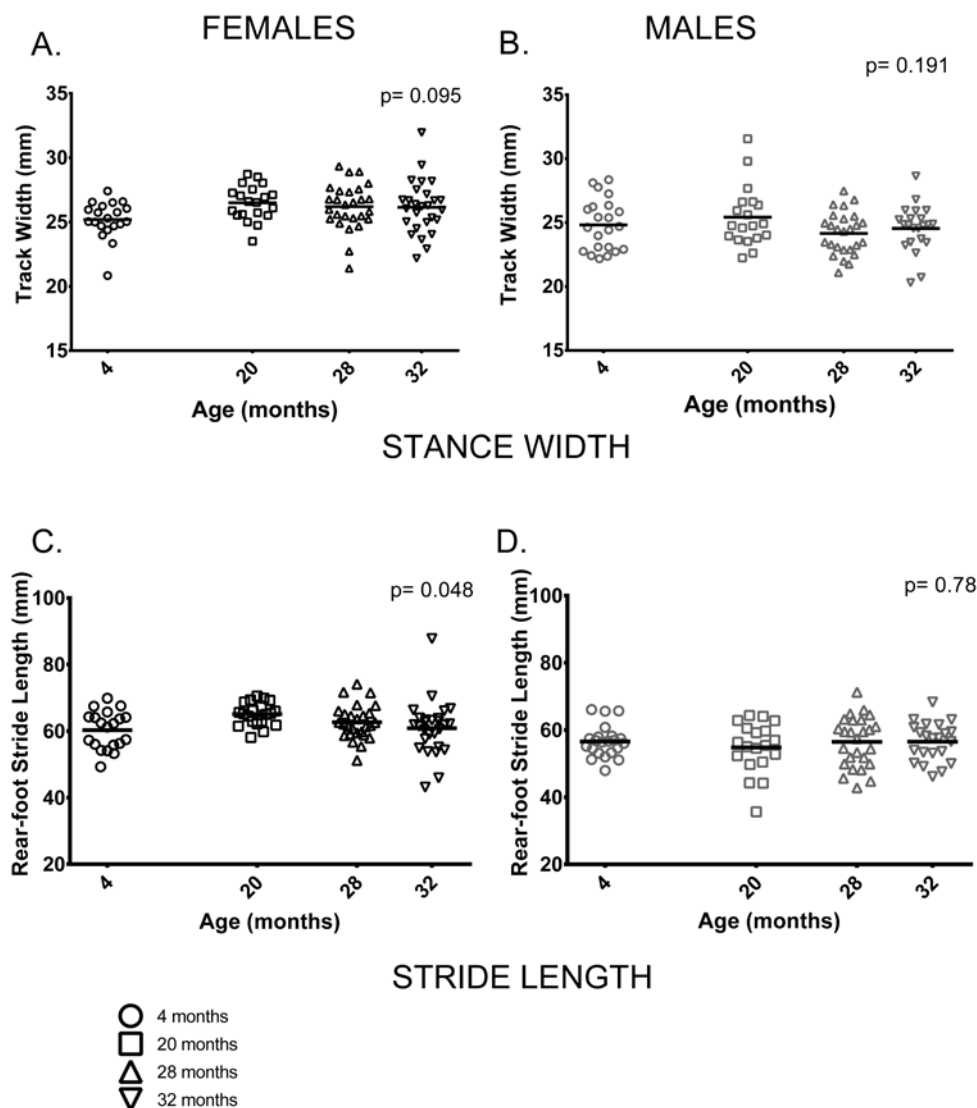 FEMALES
MALES
A.
p= 0.095
35
30
25
20
15
Track Width (mm)
4
20
28
32
Age (months)
B.
p= 0.191
35
30
25
20
15
Track Width (mm)
4
20
28
32
Age (months)
STANCE WIDTH
C.
p= 0.048
100
80
60
40
20
Rear-foot Stride Length (mm)
4
20
28
32
Age (months)
D.
p= 0.78
100
80
60
40
20
Rear-foot Stride Length (mm)
4
20
28
32
Age (months)
STRIDE LENGTH
4 months
20 months
28 months
32 months